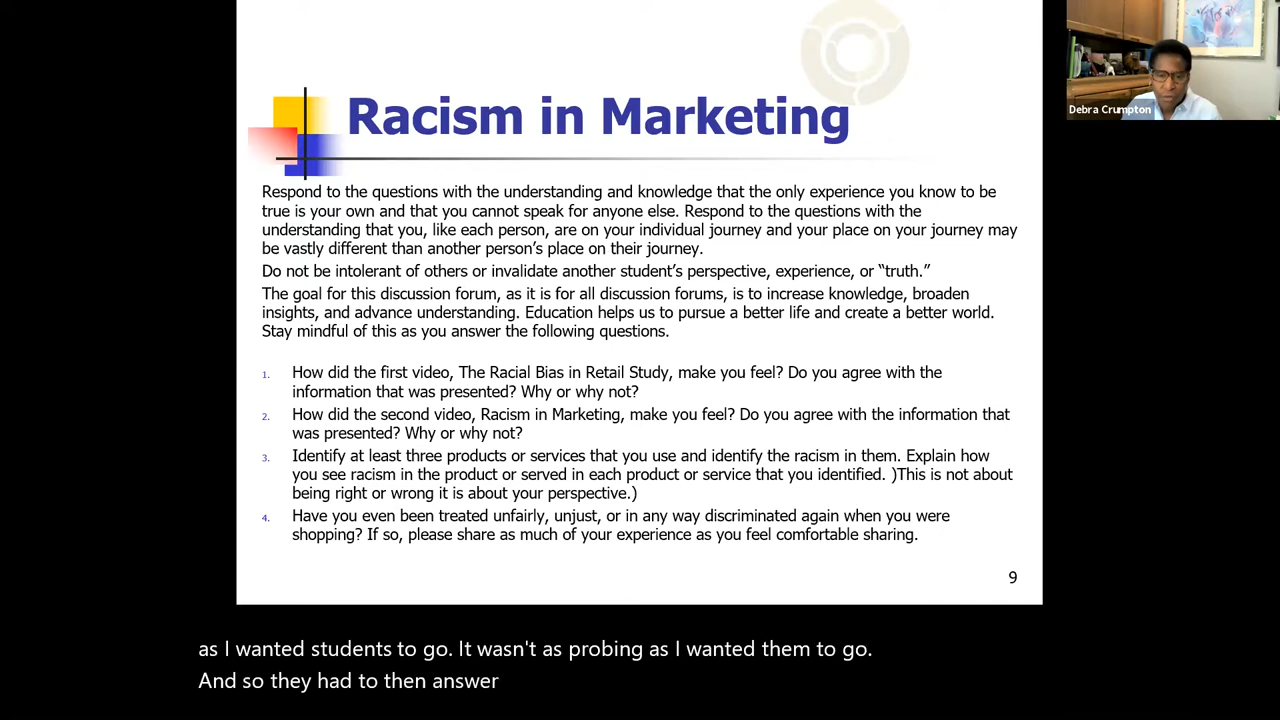 Racism in Marketing
Debra Crumpton
Respond to the questions with the understanding and knowledge that the only experience you know to be
true is your own and that you cannot speak for anyone else. Respond to the questions with the
understanding that you, like each person, are on your individual journey and your place on your journey may
be vastly different than another person's place on their journey.
Do not be intolerant of others or invalidate another student's perspective, experience, or “truth.”
The goal for this discussion forum, as it is for all discussion forums, is to increase knowledge, broaden
insights, and advance understanding. Education helps us to pursue a better life and create a better world.
Stay mindful of this as you answer the following questions.
1. How did the first video, The Racial Bias in Retail Study, make you feel? Do you agree with the
information that was presented? Why or why not?
2. How did the second video, Racism in Marketing, make you feel? Do you agree with the information that
was presented? Why or why not?
3. Identify at least three products or services that you use and identify the racism in them. Explain how
you see racism in the product or served in each product or service that you identified. )This is not about
being right or wrong it is about your perspective.)
4. Have you even been treated unfairly, unjust, or in any way discriminated again when you were
shopping? If so, please share as much of your experience as you feel comfortable sharing.
9
as I wanted students to go. It wasn't as probing as I wanted them to go.
And so they had to then answer